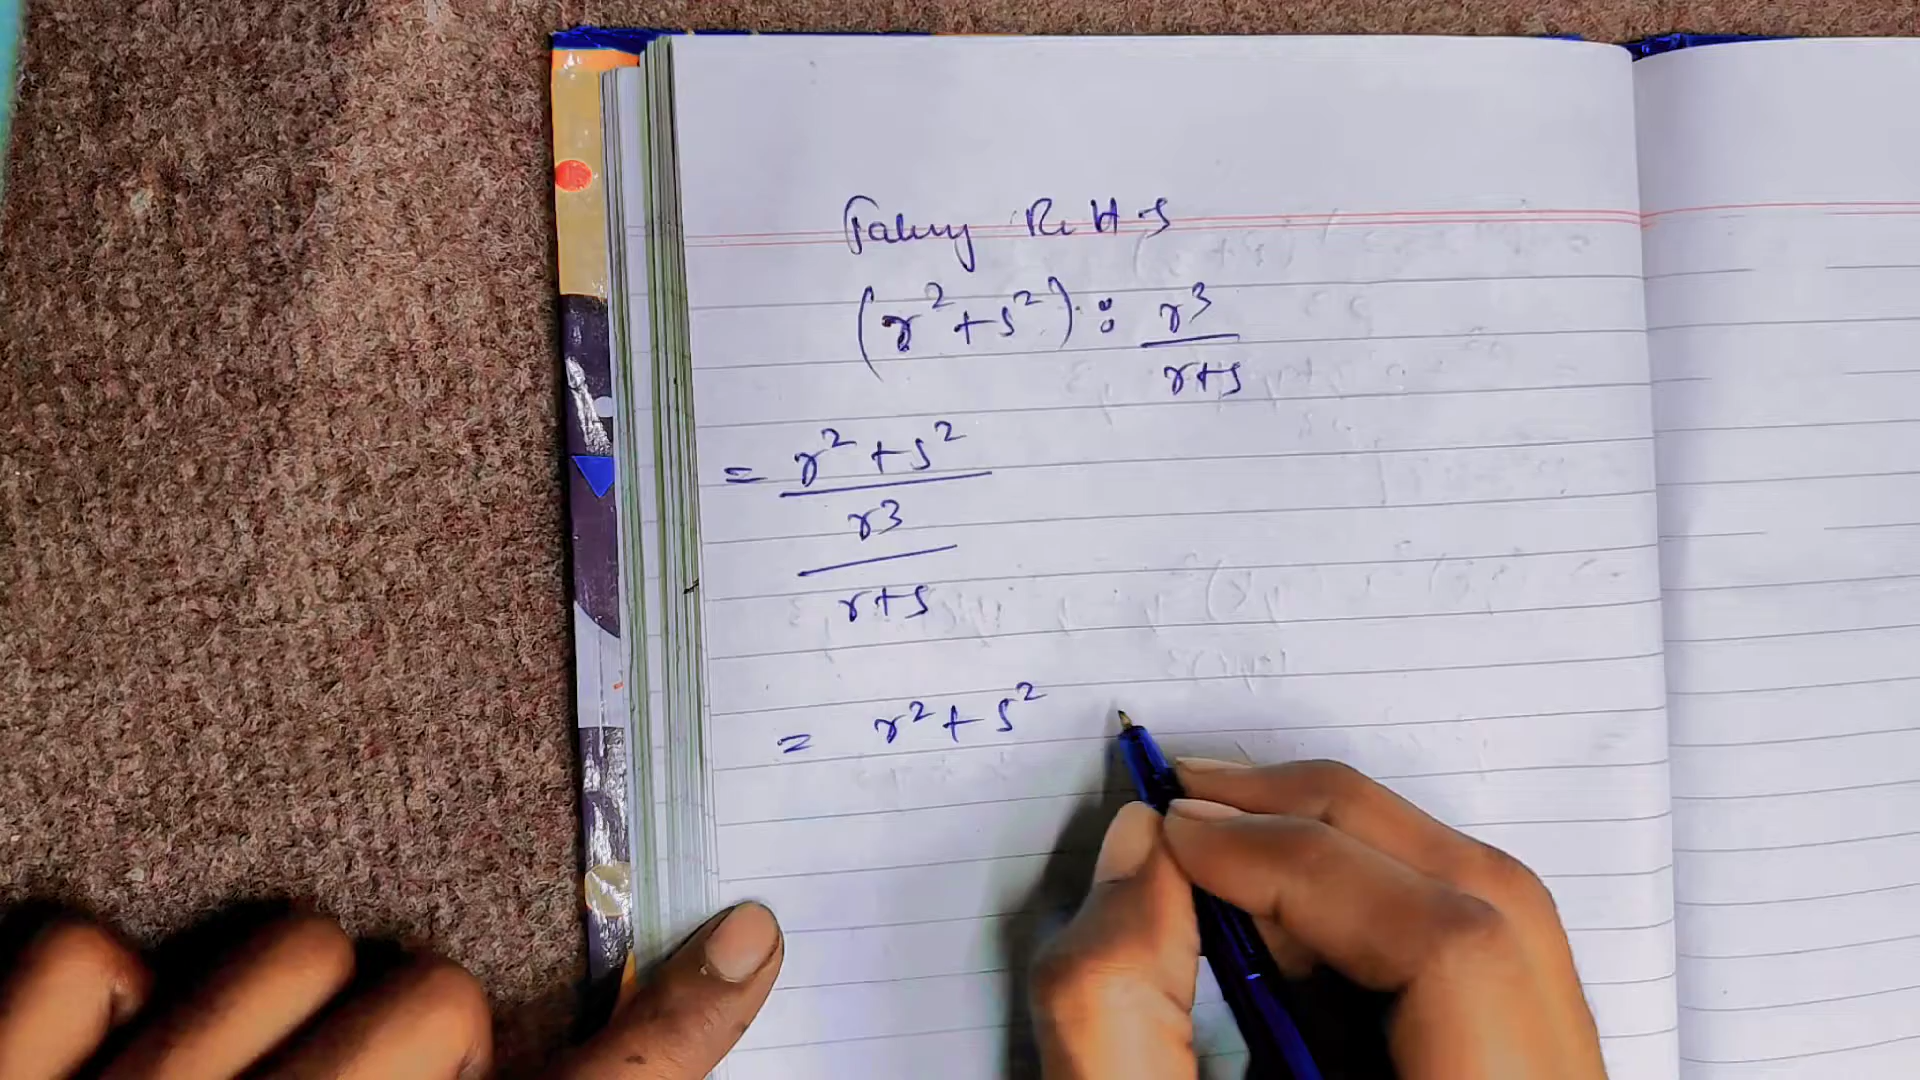 Taking R.H.S
(r²+s²) : r³/r+s
= r²+s² / r³/r+s
= r²+s²